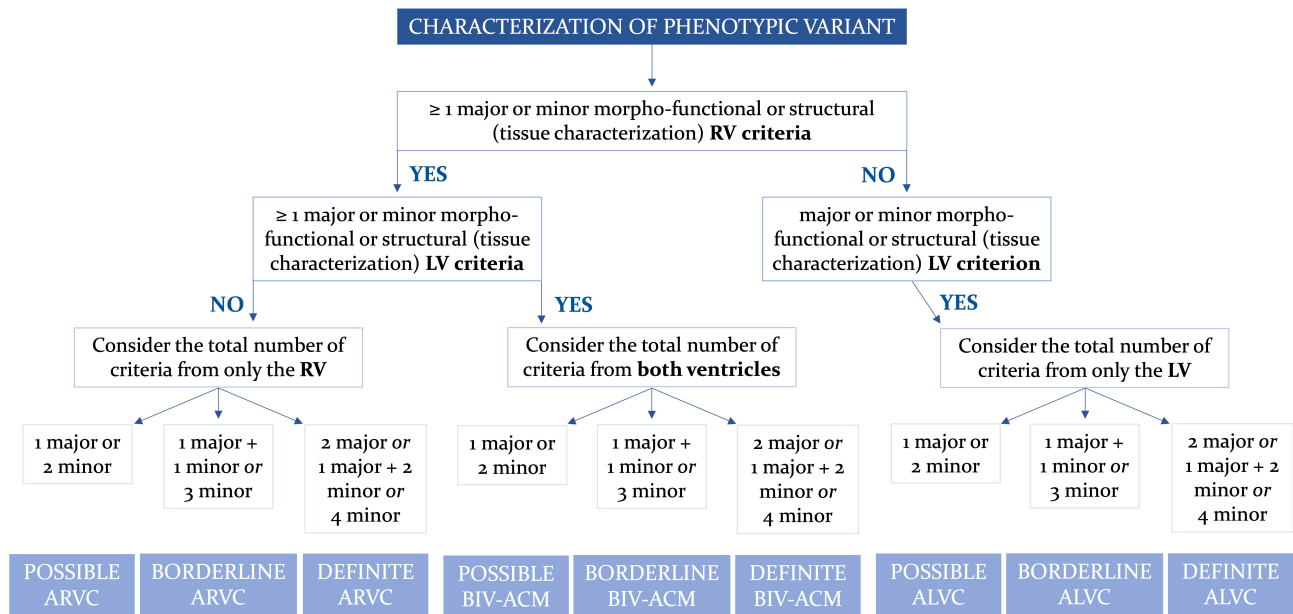 CHARACTERIZATION OF PHENOTYPIC VARIANT
≥ 1 major or minor morpho-functional or structural
(tissue characterization) RV criteria
YES
NO
≥ 1 major or minor morpho-
functional or structural (tissue
characterization) LV criteria
major or minor morpho-
functional or structural (tissue
characterization) LV criterion
NO
YES
YES
Consider the total number of
criteria from only the RV
Consider the total number of
criteria from both ventricles
Consider the total number of
criteria from only the LV
1 major or
2 minor
1 major +
1 minor or
3 minor
2 major or
1 major + 2
minor or
4 minor
1 major or
2 minor
1 major +
1 minor or
3 minor
2 major or
1 major + 2
minor or
4 minor
1 major or
2 minor
1 major +
1 minor or
3 minor
2 major or
1 major + 2
minor or
4 minor
POSSIBLE
ARVC
BORDERLINE
ARVC
DEFINITE
ARVC
POSSIBLE
BIV-ACM
BORDERLINE
BIV-ACM
DEFINITE
BIV-ACM
POSSIBLE
ALVC
BORDERLINE
ALVC
DEFINITE
ALVC